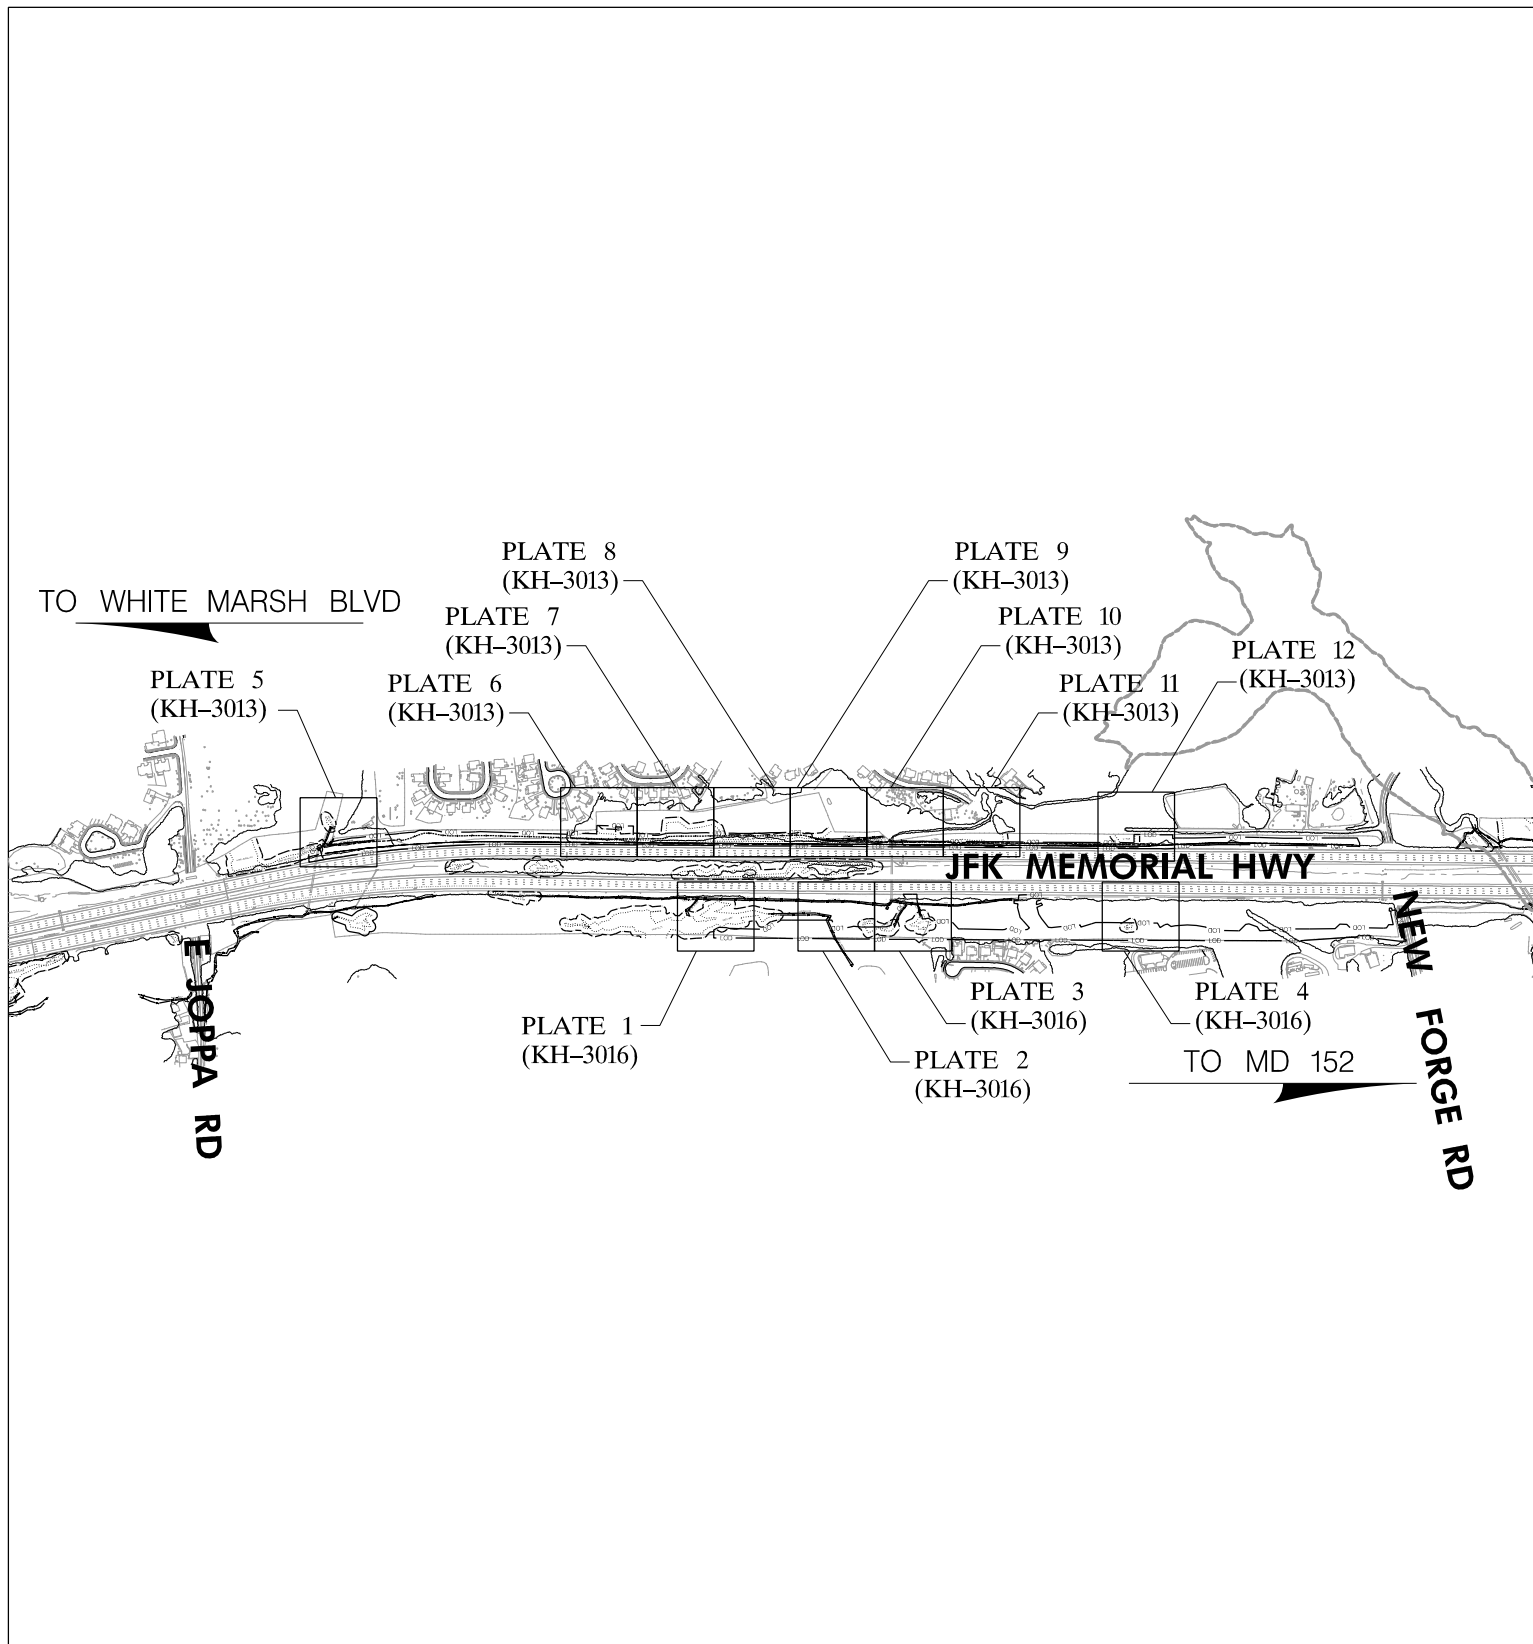 PLATE 8
(KH–3013)
PLATE 9
(KH–3013)
TO WHITE MARSH BLVD
PLATE 7
(KH–3013)
PLATE 10
(KH–3013)
PLATE 12
(KH–3013)
PLATE 5
(KH–3013)
PLATE 6
(KH–3013)
PLATE 11
(KH–3013)
JFK MEMORIAL HWY
E JOPPA RD
NEW FORGE RD
PLATE 1
(KH–3016)
PLATE 2
(KH–3016)
PLATE 3
(KH–3016)
PLATE 4
(KH–3016)
TO MD 152